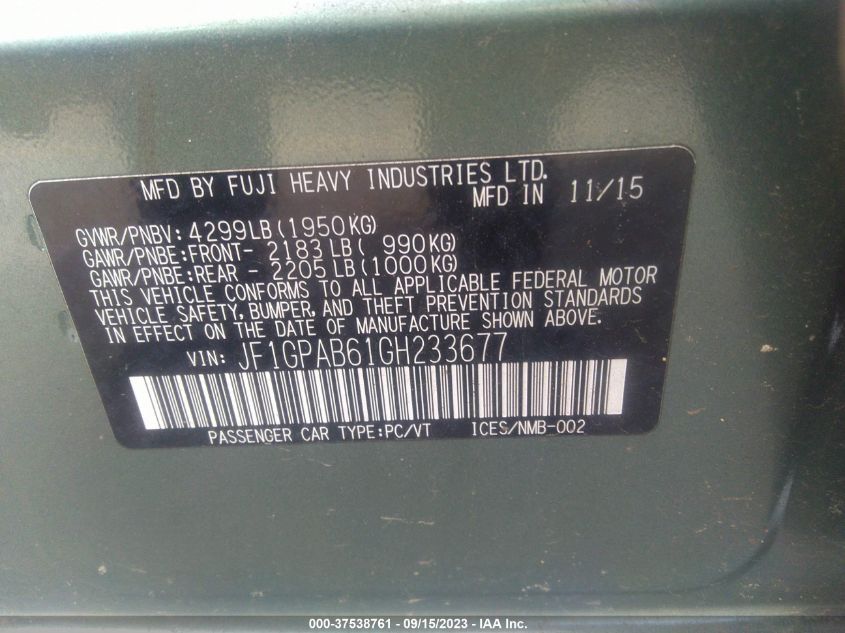 MFD BY FUJI HEAVY INDUSTRIES LTD.
MFD IN 11/15
GVWR/PNBV: 4299LB(1950KG)
GAWR/PNBE:FRONT- 2183LB( 990KG)
GAWR/PNBE:REAR - 2205LB(1000KG)
THIS VEHICLE CONFORMS TO ALL APPLICABLE FEDERAL MOTOR
VEHICLE SAFETY, BUMPER, AND THEFT PREVENTION STANDARDS
IN EFFECT ON THE DATE OF MANUFACTURE SHOWN ABOVE.
VIN: JF1GPAB61GH233677
PASSENGER CAR TYPE:PC/VT ICES/NMB-002
000-37538761 - 09/15/2023 - IAA Inc.